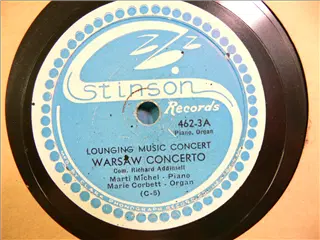 Stinson
Records
462-3A
Piano, Organ
LOUNGING MUSIC CONCERT
WARSAW CONCERTO
Com. Richard Addinsell
Marti Michel - Piano
Marie Corbett - Organ
(C-5)